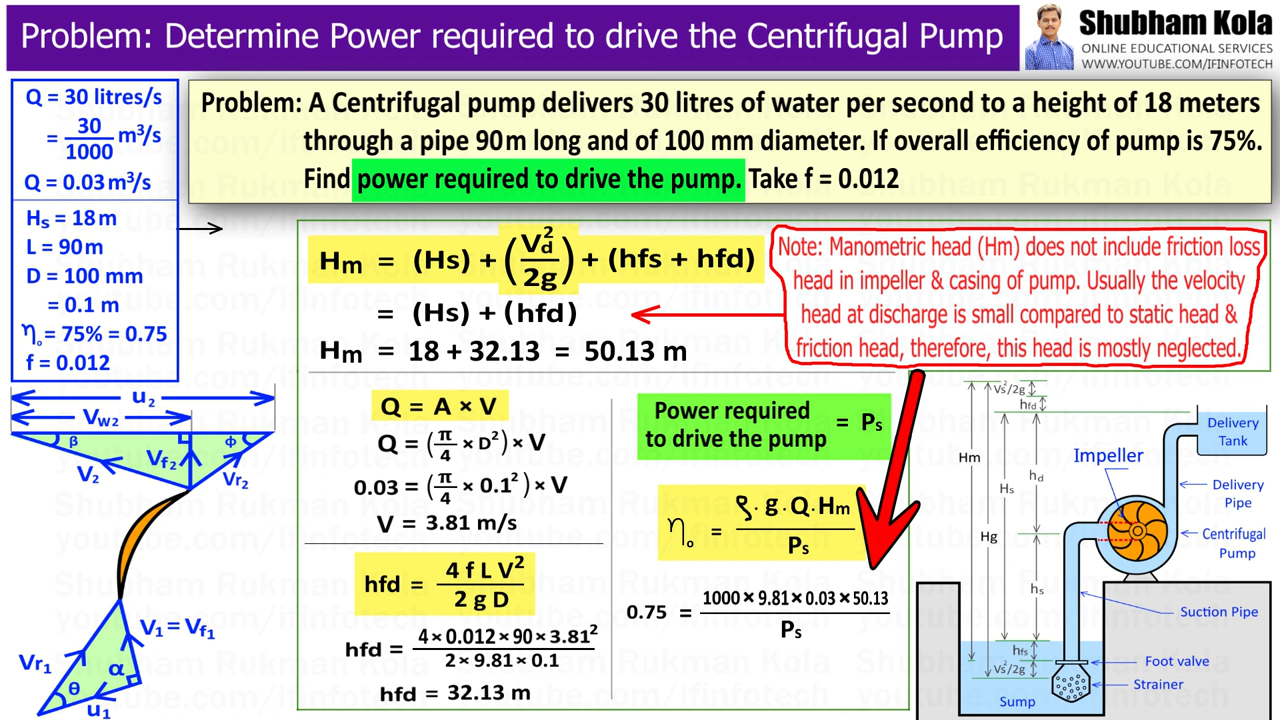 Problem: Determine Power required to drive the Centrifugal Pump
Shubham Kola
ONLINE EDUCATIONAL SERVICES
WWW.YOUTUBE.COM/IFINFOTECH
Q = 30 litres/s
= 30/1000 m³/s
Q = 0.03 m³/s
Hs = 18 m
L = 90 m
D = 100 mm
= 0.1 m
ηo = 75% = 0.75
f = 0.012
Problem: A Centrifugal pump delivers 30 litres of water per second to a height of 18 meters
through a pipe 90m long and of 100 mm diameter. If overall efficiency of pump is 75%.
Find power required to drive the pump. Take f = 0.012
Hm = (Hs) + (Vd²/2g) + (hfs + hfd)
= (Hs) + (hfd)
Hm = 18 + 32.13 = 50.13 m
Note: Manometric head (Hm) does not include friction loss
head in impeller & casing of pump. Usually the velocity
head at discharge is small compared to static head &
friction head, therefore, this head is mostly neglected.
Q = A × V
Q = (π/4 × D²) × V
0.03 = (π/4 × 0.1²) × V
V = 3.81 m/s
hfd = 4 f L V² / 2 g D
hfd = 4 × 0.012 × 90 × 3.81² / 2 × 9.81 × 0.1
hfd = 32.13 m
Power required
to drive the pump = Ps
ηo = ρ · g · Q · Hm / Ps
0.75 = 1000 × 9.81 × 0.03 × 50.13 / Ps
u2
Vw2
β
Φ
V2
Vf2
Vr2
V1 = Vf1
Vr1
α
θ
u1
Vs²/2g
hfd
Hm
Hs
hd
Hg
hs
hfs
Vs²/2g
Delivery
Tank
Impeller
Delivery
Pipe
Centrifugal
Pump
Suction Pipe
Foot valve
Strainer
Sump
Shubham Rukman Kola
youtube.com/ifinfotech